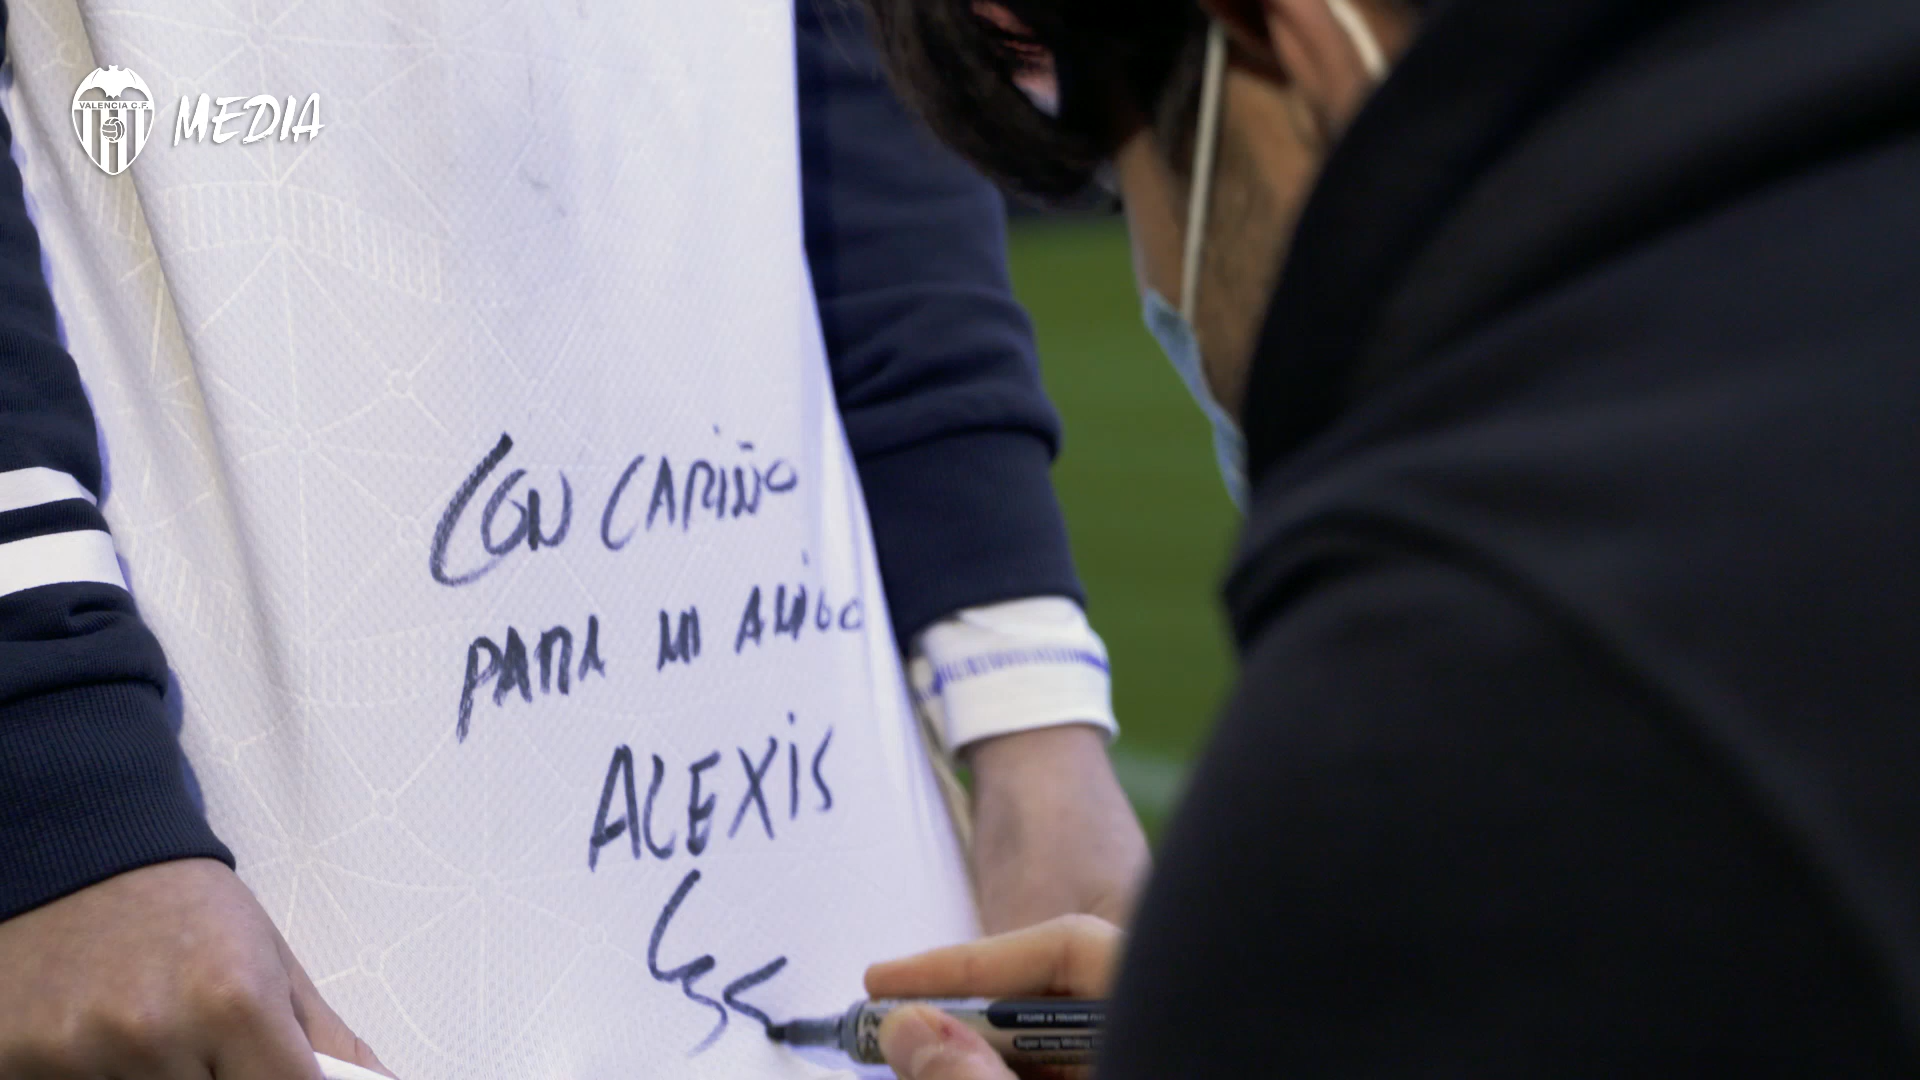 VALENCIA C.F.
MEDIA
CON CARIÑO
PARA MI AMIGO
ALEXIS